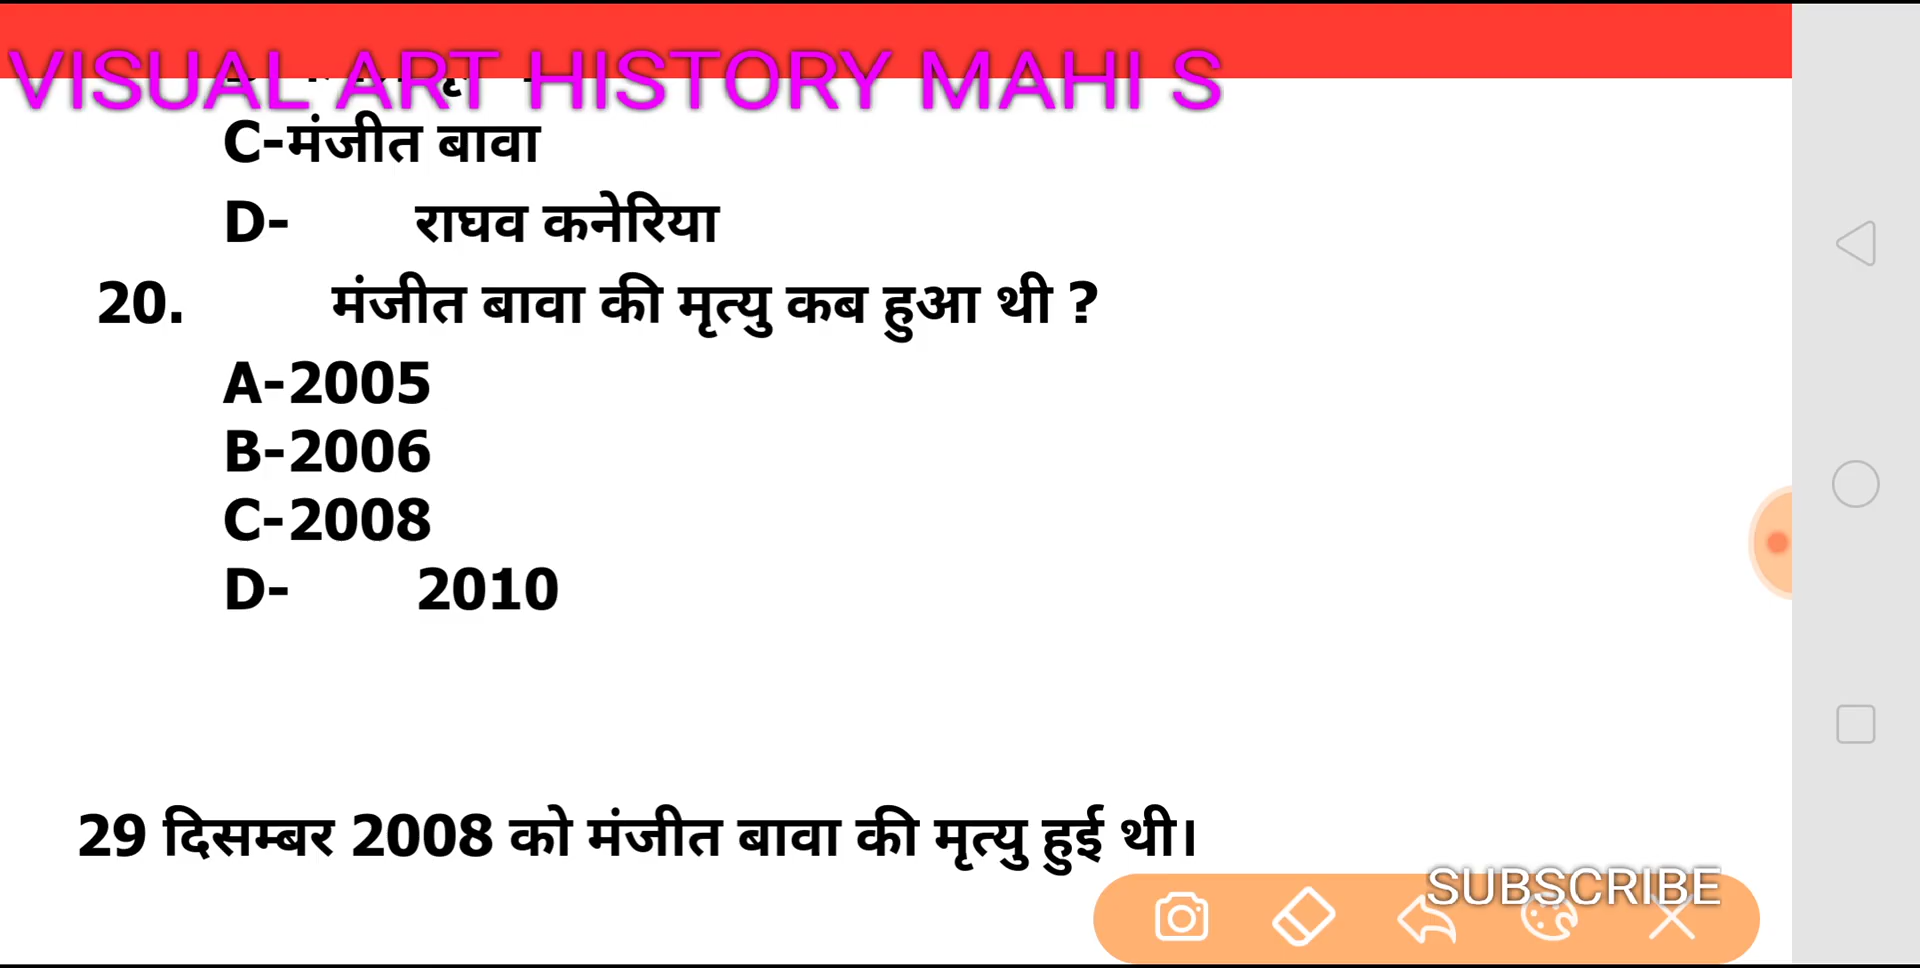 VISUAL ART HISTORY MAHI S
C-मंजीत बावा
D- राघव कनेरिया
20. मंजीत बावा की मृत्यु कब हुआ थी ?
A-2005
B-2006
C-2008
D- 2010
29 दिसम्बर 2008 को मंजीत बावा की मृत्यु हुई थी।
SUBSCRIBE